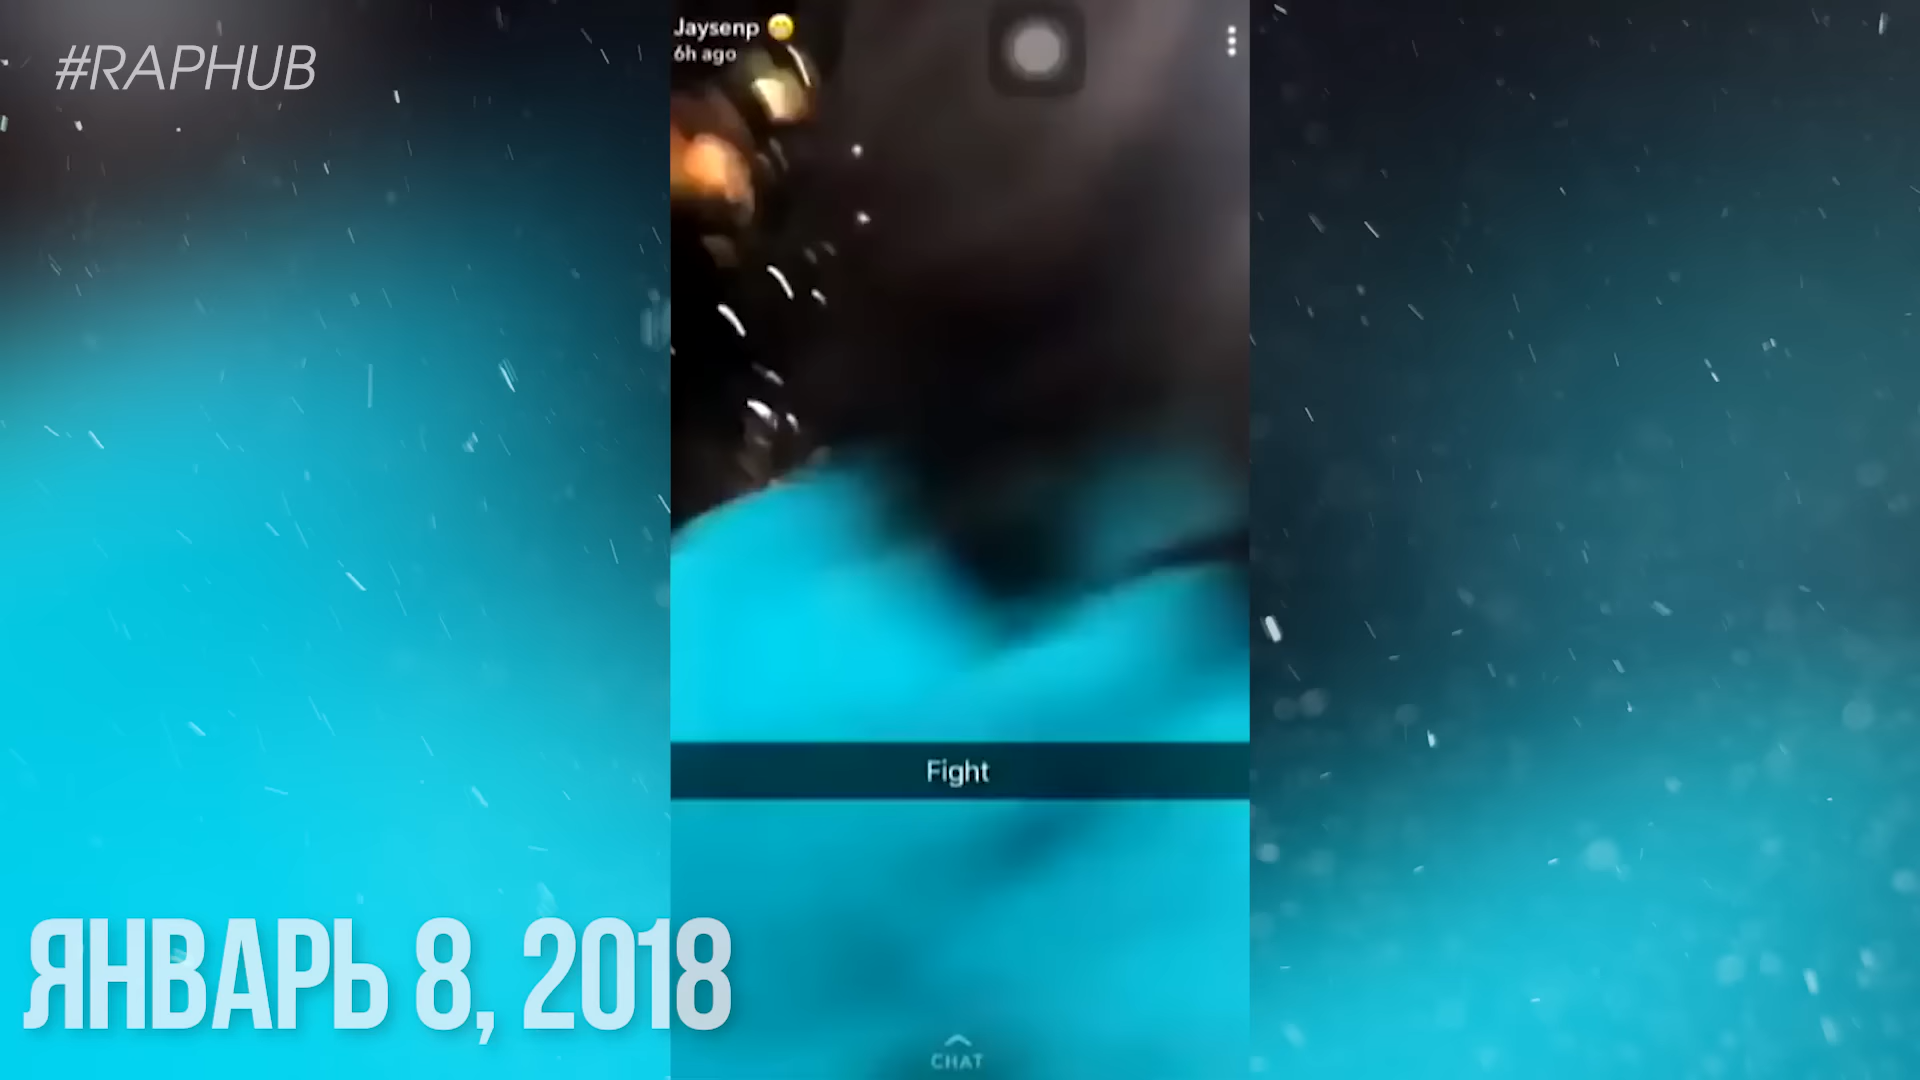 #RAPHUB
Jaysenp 😁
6h ago
Fight
ЯНВАРЬ 8, 2018
CHAT